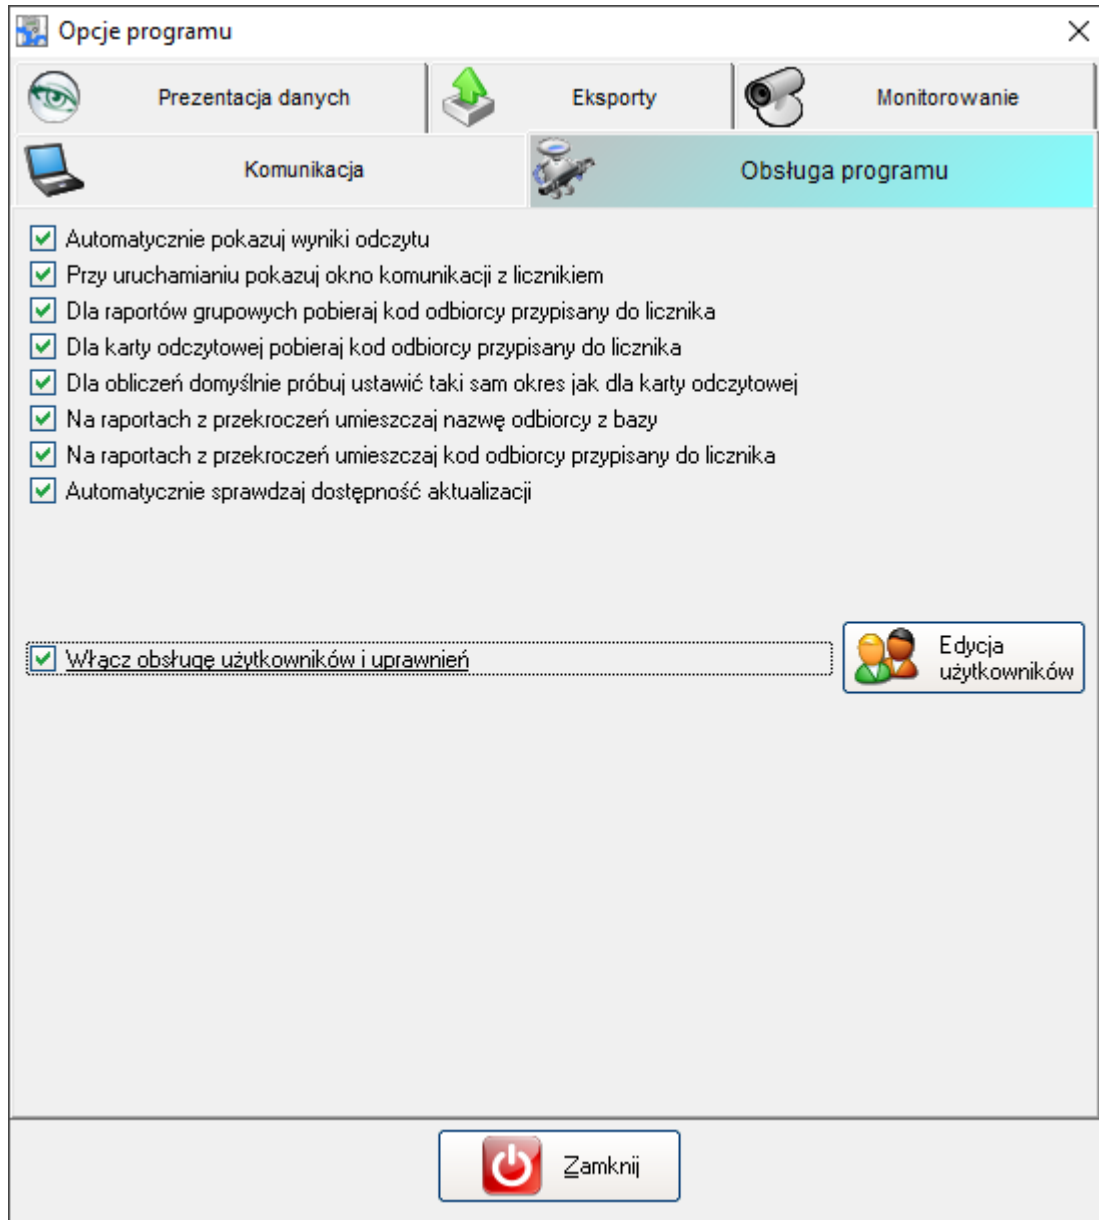 Opcje programu
Prezentacja danych
Eksporty
Monitorowanie
Komunikacja
Obsługa programu
Automatycznie pokazuj wyniki odczytu
Przy uruchamianiu pokazuj okno komunikacji z licznikiem
Dla raportów grupowych pobieraj kod odbiorcy przypisany do licznika
Dla karty odczytowej pobieraj kod odbiorcy przypisany do licznika
Dla obliczeń domyślnie próbuj ustawić taki sam okres jak dla karty odczytowej
Na raportach z przekroczeń umieszczaj nazwę odbiorcy z bazy
Na raportach z przekroczeń umieszczaj kod odbiorcy przypisany do licznika
Automatycznie sprawdzaj dostępność aktualizacji
Włącz obsługę użytkowników i uprawnień
Edycja
użytkowników
Zamknij